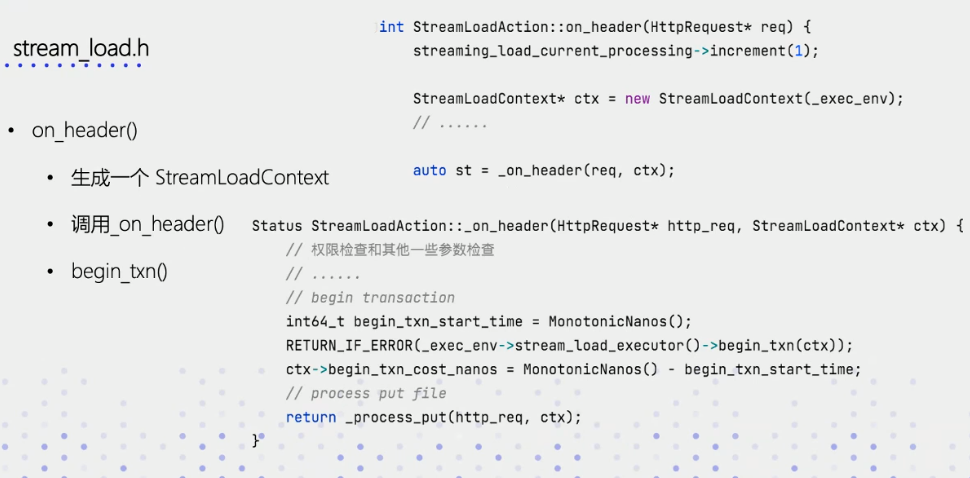 stream_load.h
• on_header()
• 生成一个 StreamLoadContext
• 调用_on_header()
• begin_txn()
int StreamLoadAction::on_header(HttpRequest* req) {
streaming_load_current_processing->increment(1);
StreamLoadContext* ctx = new StreamLoadContext(_exec_env);
// ......
auto st = _on_header(req, ctx);
Status StreamLoadAction::_on_header(HttpRequest* http_req, StreamLoadContext* ctx) {
// 权限检查和其他一些参数检查
// ......
// begin transaction
int64_t begin_txn_start_time = MonotonicNanos();
RETURN_IF_ERROR(_exec_env->stream_load_executor()->begin_txn(ctx));
ctx->begin_txn_cost_nanos = MonotonicNanos() - begin_txn_start_time;
// process put file
return _process_put(http_req, ctx);
}